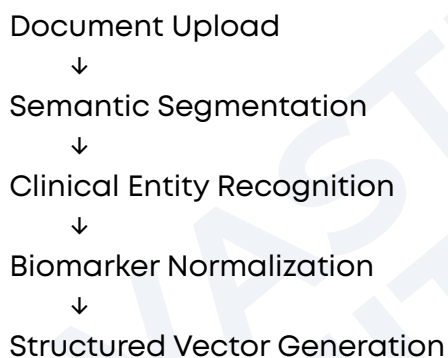 Document Upload
↓
Semantic Segmentation
↓
Clinical Entity Recognition
↓
Biomarker Normalization
↓
Structured Vector Generation